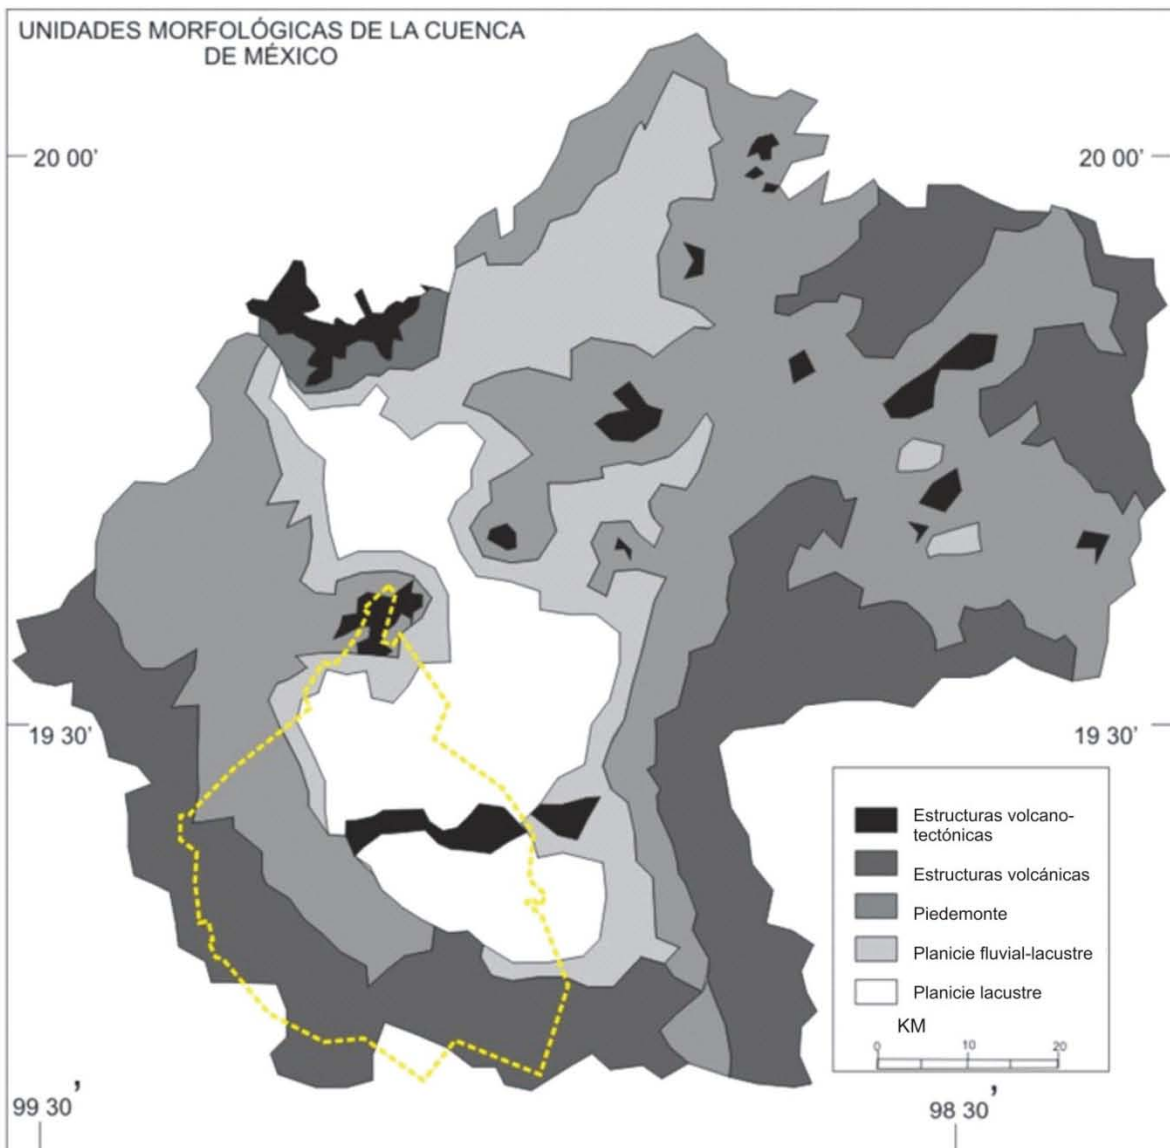 UNIDADES MORFOLÓGICAS DE LA CUENCA
DE MÉXICO
20 00’
20 00’
19 30’
19 30’
Estructuras volcano-
tectónicas
Estructuras volcánicas
Piedemonte
Planicie fluvial-lacustre
Planicie lacustre
KM
0 10 20
99 30’
98 30’